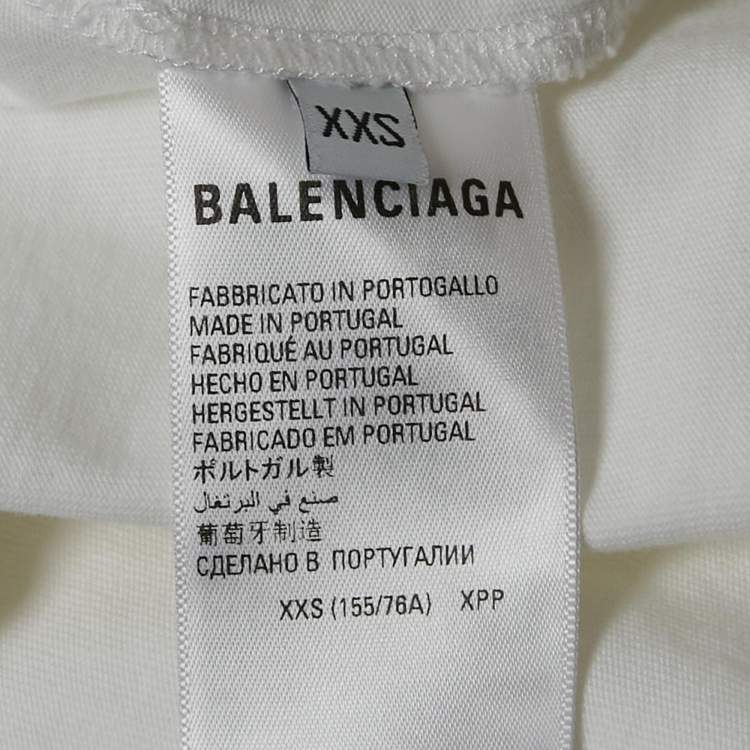 XXS
BALENCIAGA
FABBRICATO IN PORTOGALLO
MADE IN PORTUGAL
FABRIQUÉ AU PORTUGAL
HECHO EN PORTUGAL
HERGESTELLT IN PORTUGAL
FABRICADO EM PORTUGAL
ポルトガル製
صنع في البرتغال
葡萄牙制造
СДЕЛАНО В ПОРТУГАЛИИ
XXS (155/76A) XPP